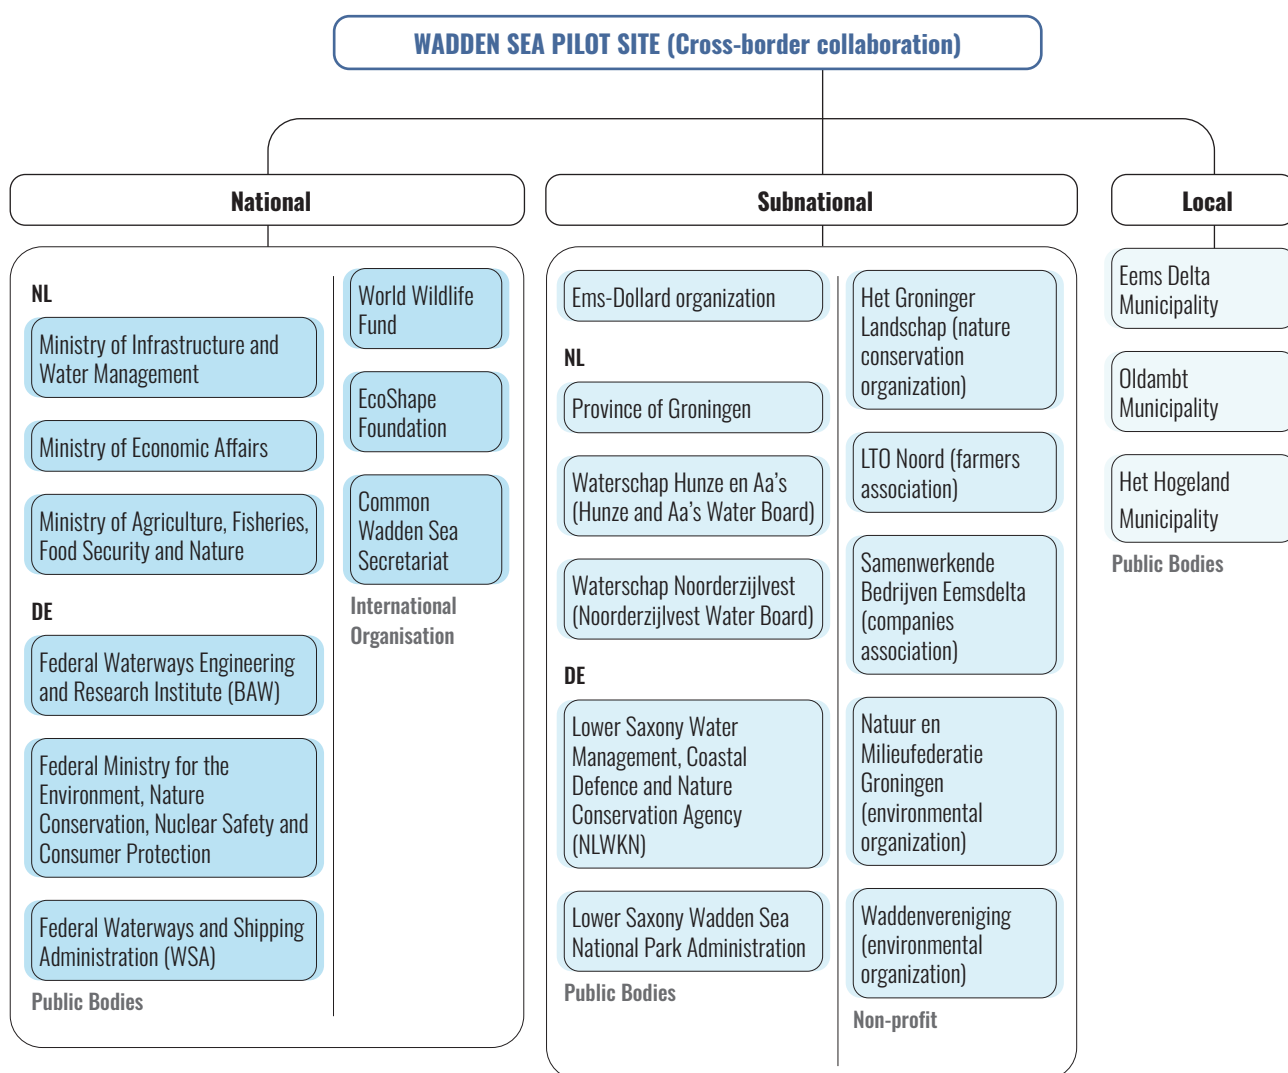 WADDEN SEA PILOT SITE (Cross-border collaboration)
National
NL
Ministry of Infrastructure and
Water Management
Ministry of Economic Affairs
Ministry of Agriculture, Fisheries,
Food Security and Nature
DE
Federal Waterways Engineering
and Research Institute (BAW)
Federal Ministry for the
Environment, Nature
Conservation, Nuclear Safety and
Consumer Protection
Federal Waterways and Shipping
Administration (WSA)
Public Bodies
World Wildlife
Fund
EcoShape
Foundation
Common
Wadden Sea
Secretariat
International
Organisation
Subnational
Ems-Dollard organization
NL
Province of Groningen
Waterschap Hunze en Aa’s
(Hunze and Aa’s Water Board)
Waterschap Noorderzijlvest
(Noorderzijlvest Water Board)
DE
Lower Saxony Water
Management, Coastal
Defence and Nature
Conservation Agency
(NLWKN)
Lower Saxony Wadden Sea
National Park Administration
Public Bodies
Het Groninger
Landschap (nature
conservation
organization)
LTO Noord (farmers
association)
Samenwerkende
Bedrijven Eemsdelta
(companies
association)
Natuur en
Milieufederatie
Groningen
(environmental
organization)
Waddenvereniging
(environmental
organization)
Non-profit
Local
Eems Delta
Municipality
Oldambt
Municipality
Het Hogeland
Municipality
Public Bodies